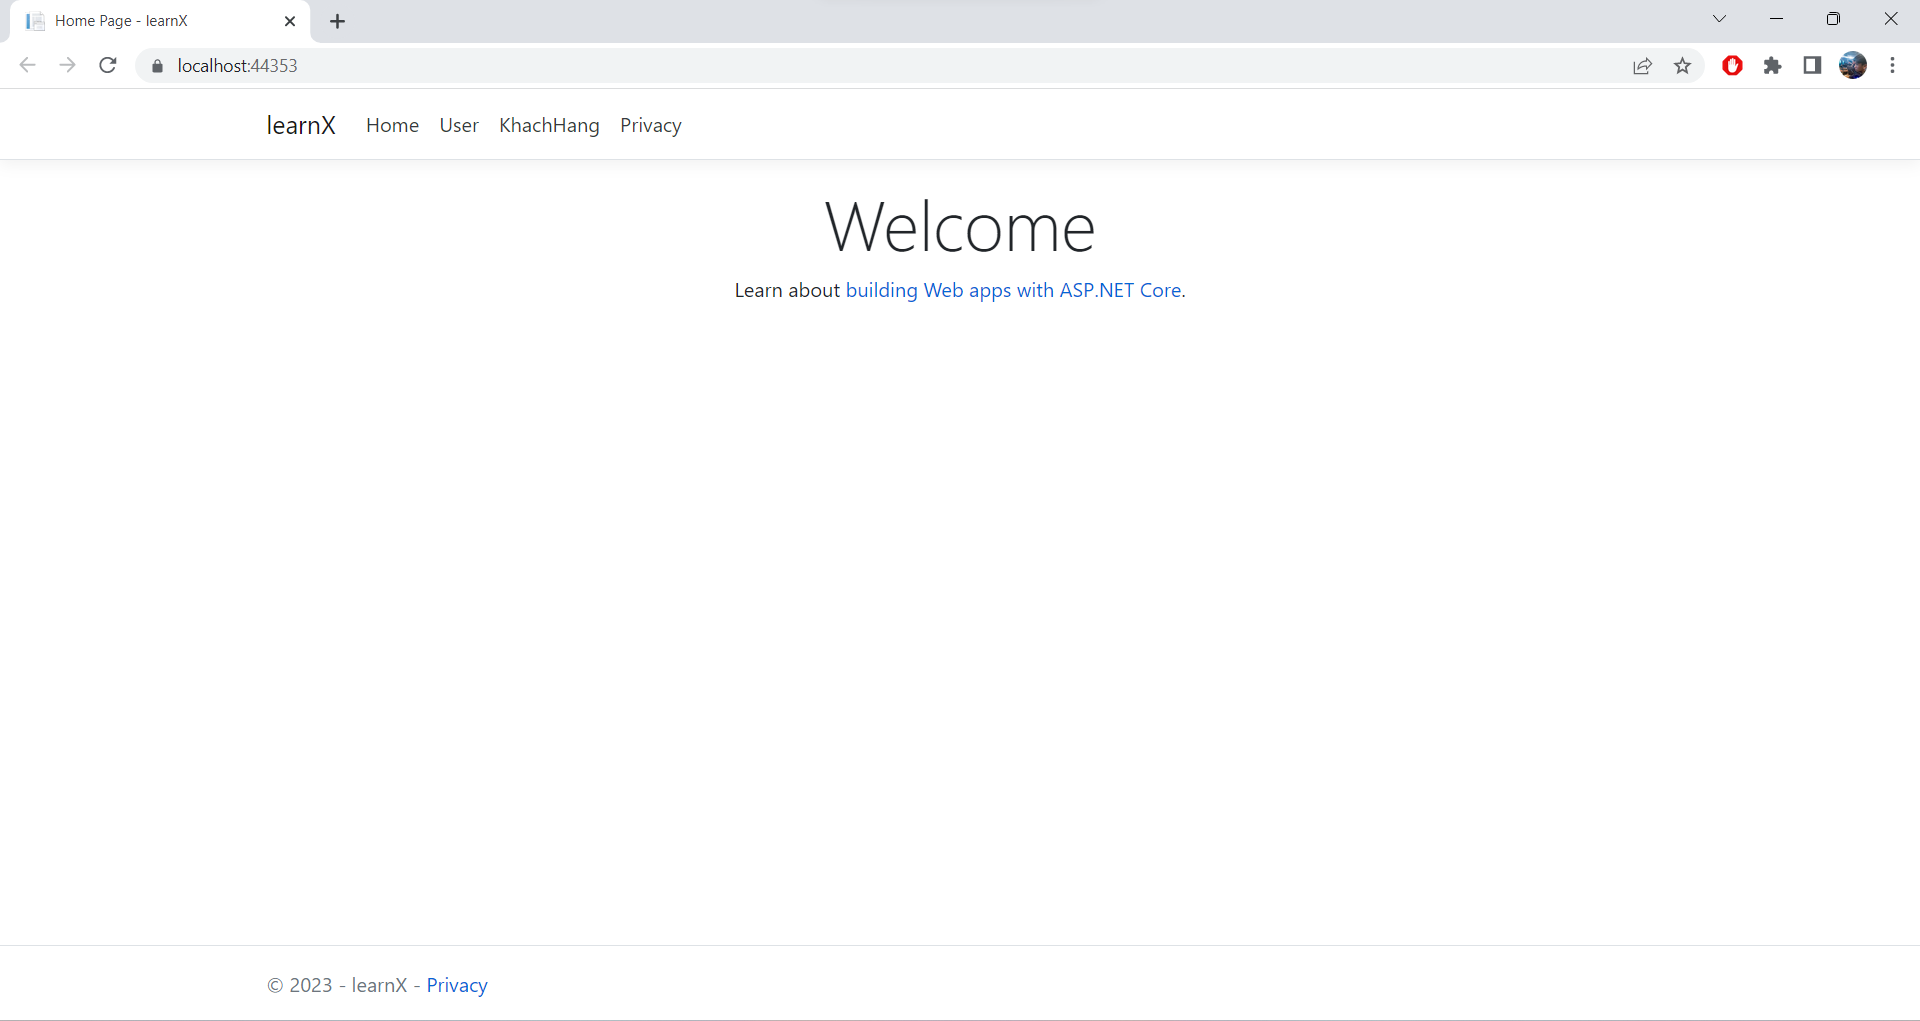 Home Page - learnX
localhost:44353
learnX Home User KhachHang Privacy
Welcome
Learn about building Web apps with ASP.NET Core.
© 2023 - learnX - Privacy